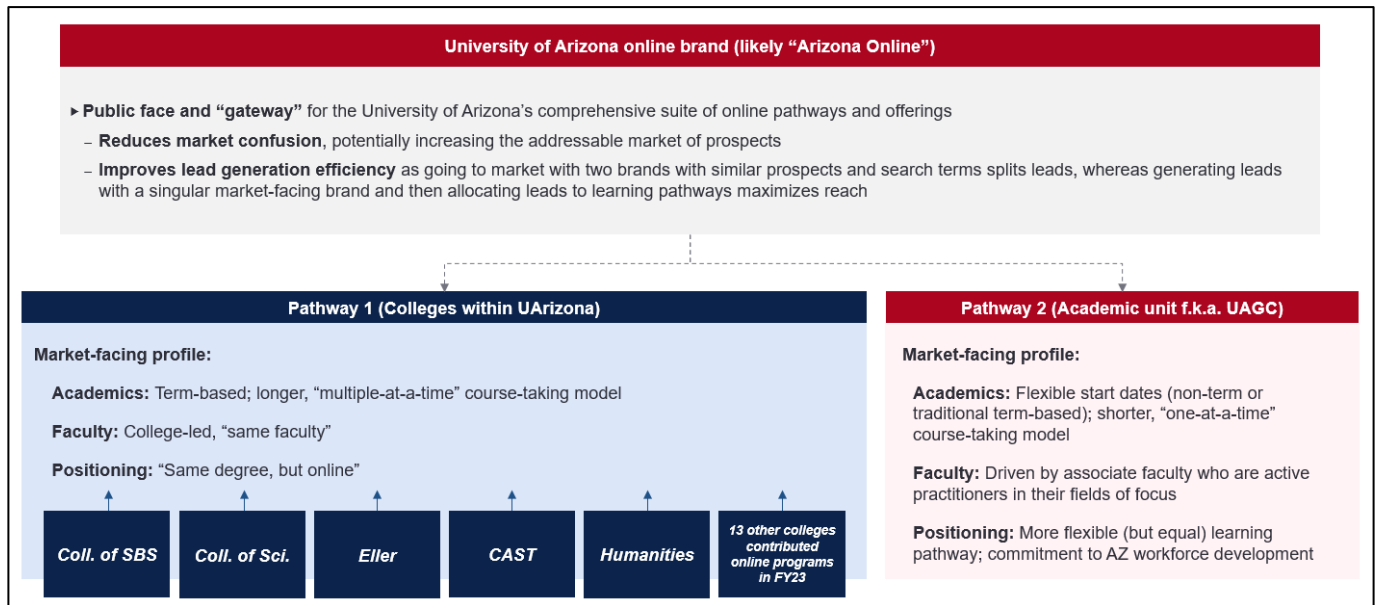 University of Arizona online brand (likely “Arizona Online”)
▸ Public face and “gateway” for the University of Arizona’s comprehensive suite of online pathways and offerings
– Reduces market confusion, potentially increasing the addressable market of prospects
– Improves lead generation efficiency as going to market with two brands with similar prospects and search terms splits leads, whereas generating leads
with a singular market-facing brand and then allocating leads to learning pathways maximizes reach
Pathway 1 (Colleges within UArizona)
Market-facing profile:
Academics: Term-based; longer, “multiple-at-a-time” course-taking model
Faculty: College-led, “same faculty”
Positioning: “Same degree, but online”
Coll. of SBS
Coll. of Sci.
Eller
CAST
Humanities
13 other colleges
contributed
online programs
in FY23
Pathway 2 (Academic unit f.k.a. UAGC)
Market-facing profile:
Academics: Flexible start dates (non-term or
traditional term-based); shorter, “one-at-a-time”
course-taking model
Faculty: Driven by associate faculty who are active
practitioners in their fields of focus
Positioning: More flexible (but equal) learning
pathway; commitment to AZ workforce development